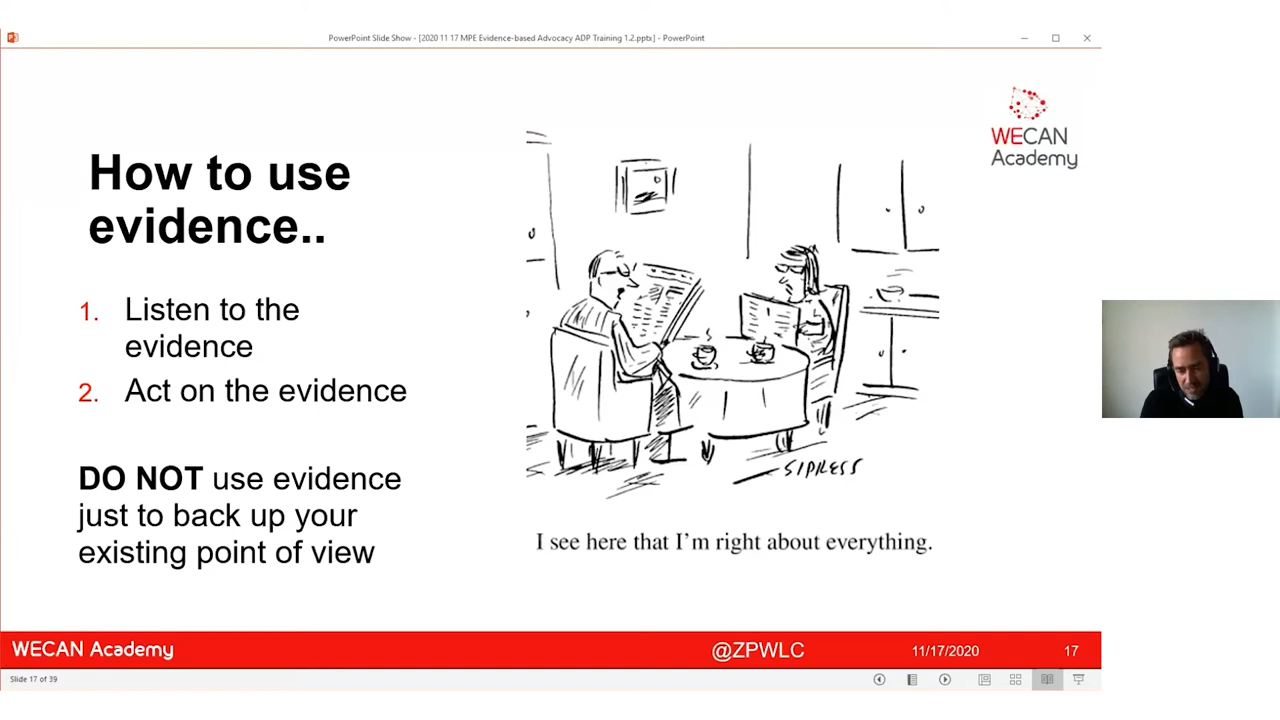 PowerPoint Slide Show - [2020 11 17 MPE Evidence-based Advocacy ADP Training 1.2.pptx] - PowerPoint
WECAN
Academy
How to use
evidence..
1. Listen to the
evidence
2. Act on the evidence
DO NOT use evidence
just to back up your
existing point of view
SIPRESS
I see here that I'm right about everything.
WECAN Academy
@ZPWLC
11/17/2020
17
Slide 17 of 39